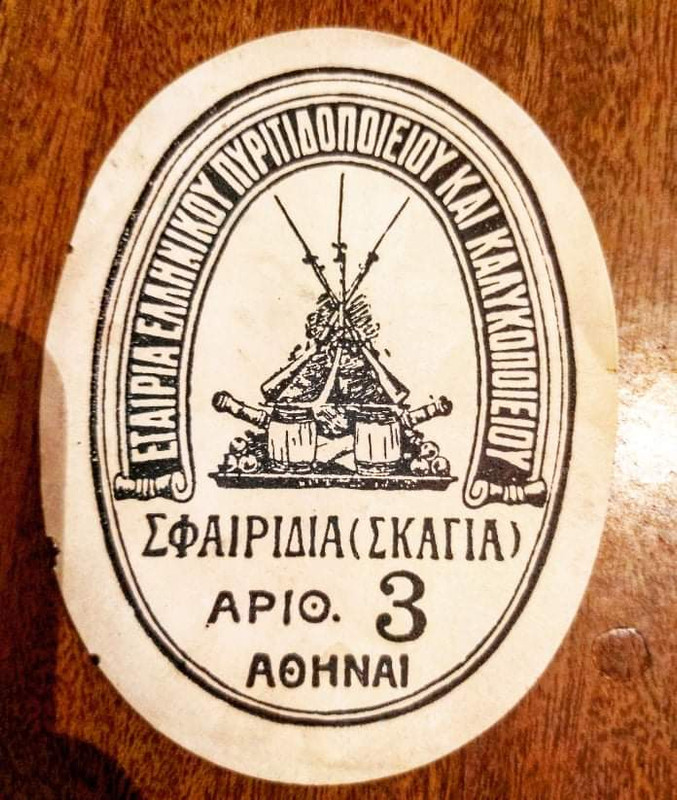 ΕΤΑΙΡΙΑ ΕΛΛΗΝΙΚΟΥ ΠΥΡΙΤΙΔΟΠΟΙΕΙΟΥ ΚΑΙ ΚΑΛΥΚΟΠΟΙΕΙΟΥ
ΣΦΑΙΡΙΔΙΑ (ΣΚΑΓΙΑ)
ΑΡΙΘ. 3
ΑΘΗΝΑΙ